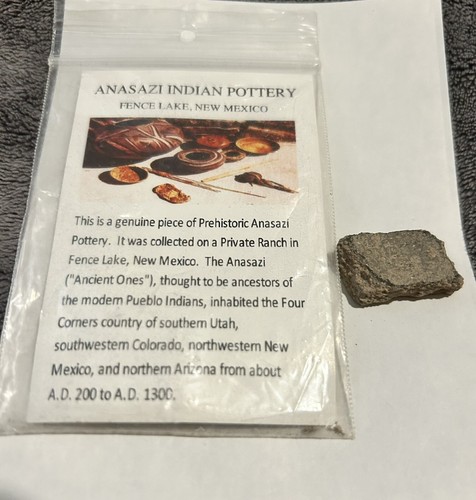 ANASAZI INDIAN POTTERY
FENCE LAKE, NEW MEXICO
This is a genuine piece of Prehistoric Anasazi
Pottery. It was collected on a Private Ranch in
Fence Lake, New Mexico. The Anasazi
("Ancient Ones"), thought to be ancestors of
the modern Pueblo Indians, inhabited the Four
Corners country of southern Utah,
southwestern Colorado, northwestern New
Mexico, and northern Arizona from about
A.D. 200 to A.D. 1300.